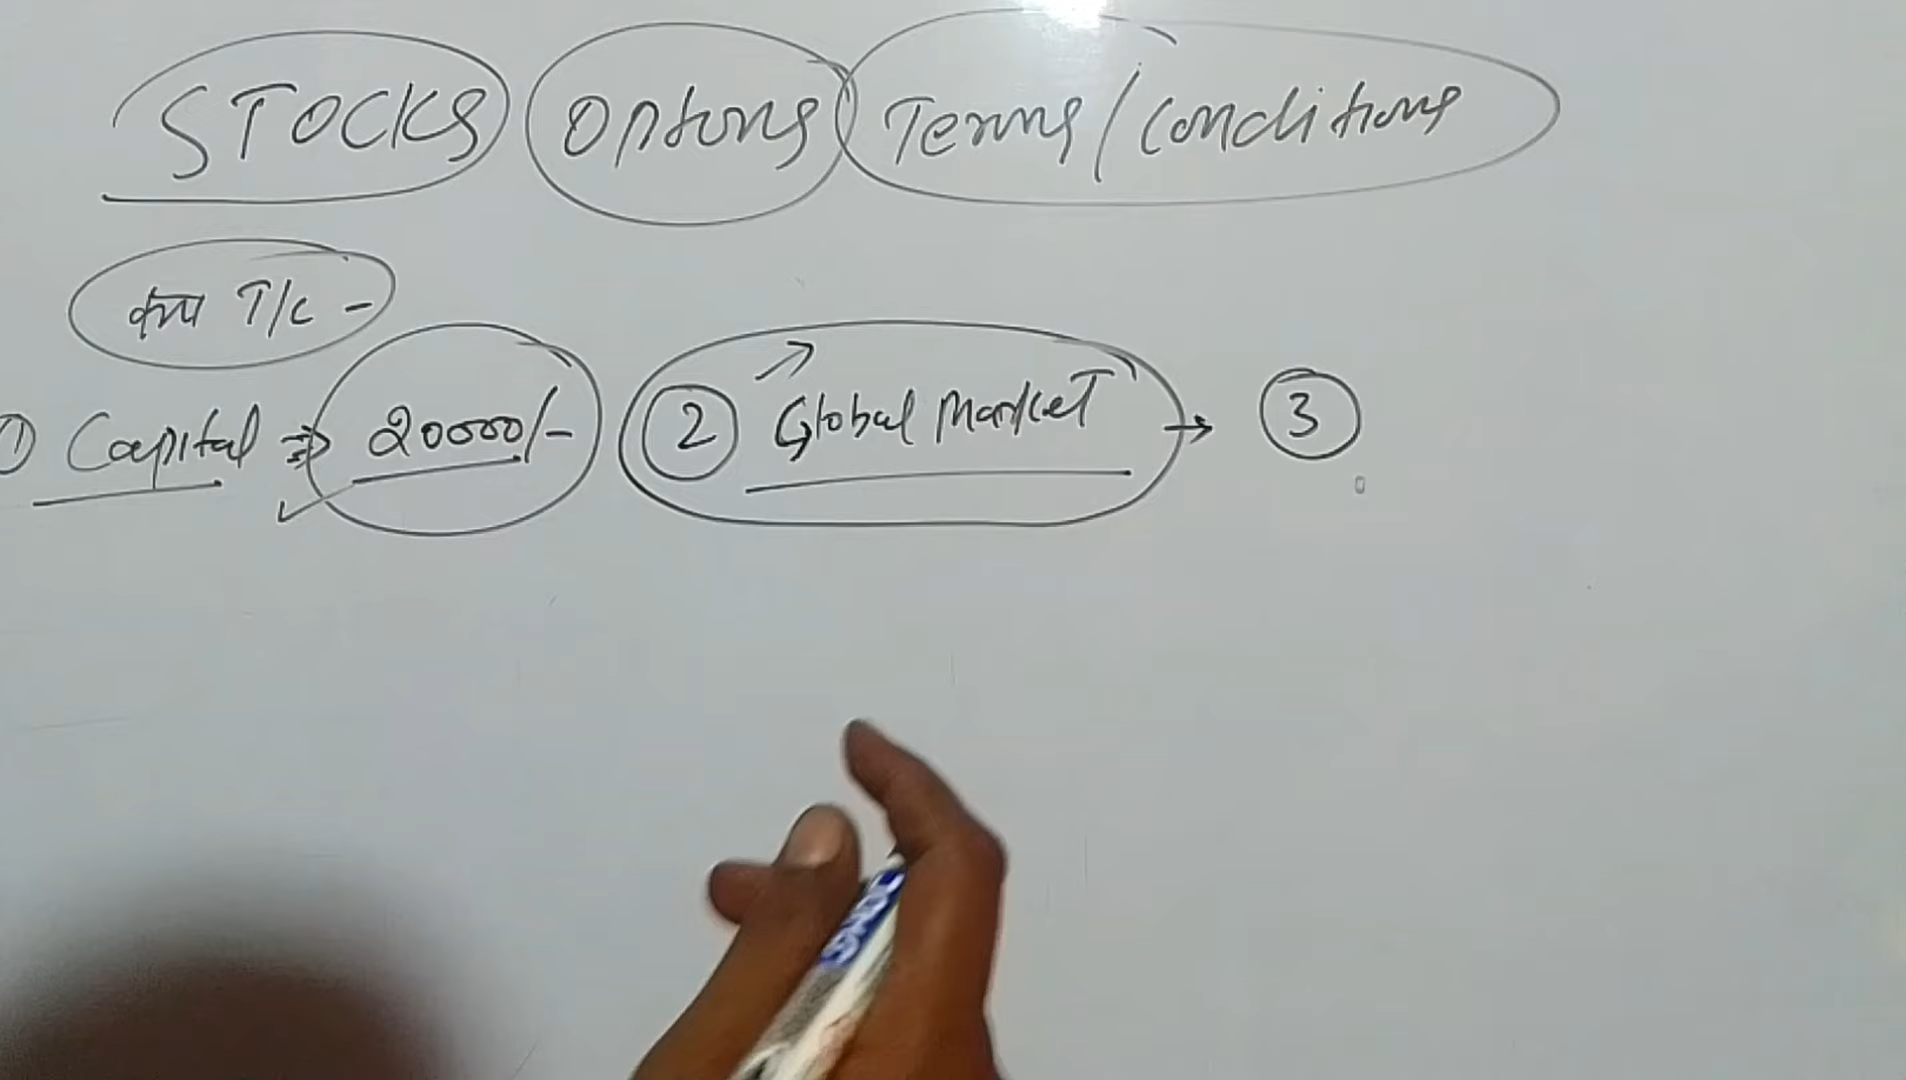 STOCKS Options Terms/Conditions
क्या T/C -
① Capital ⇒ 20000/- ② → Global Market → ③